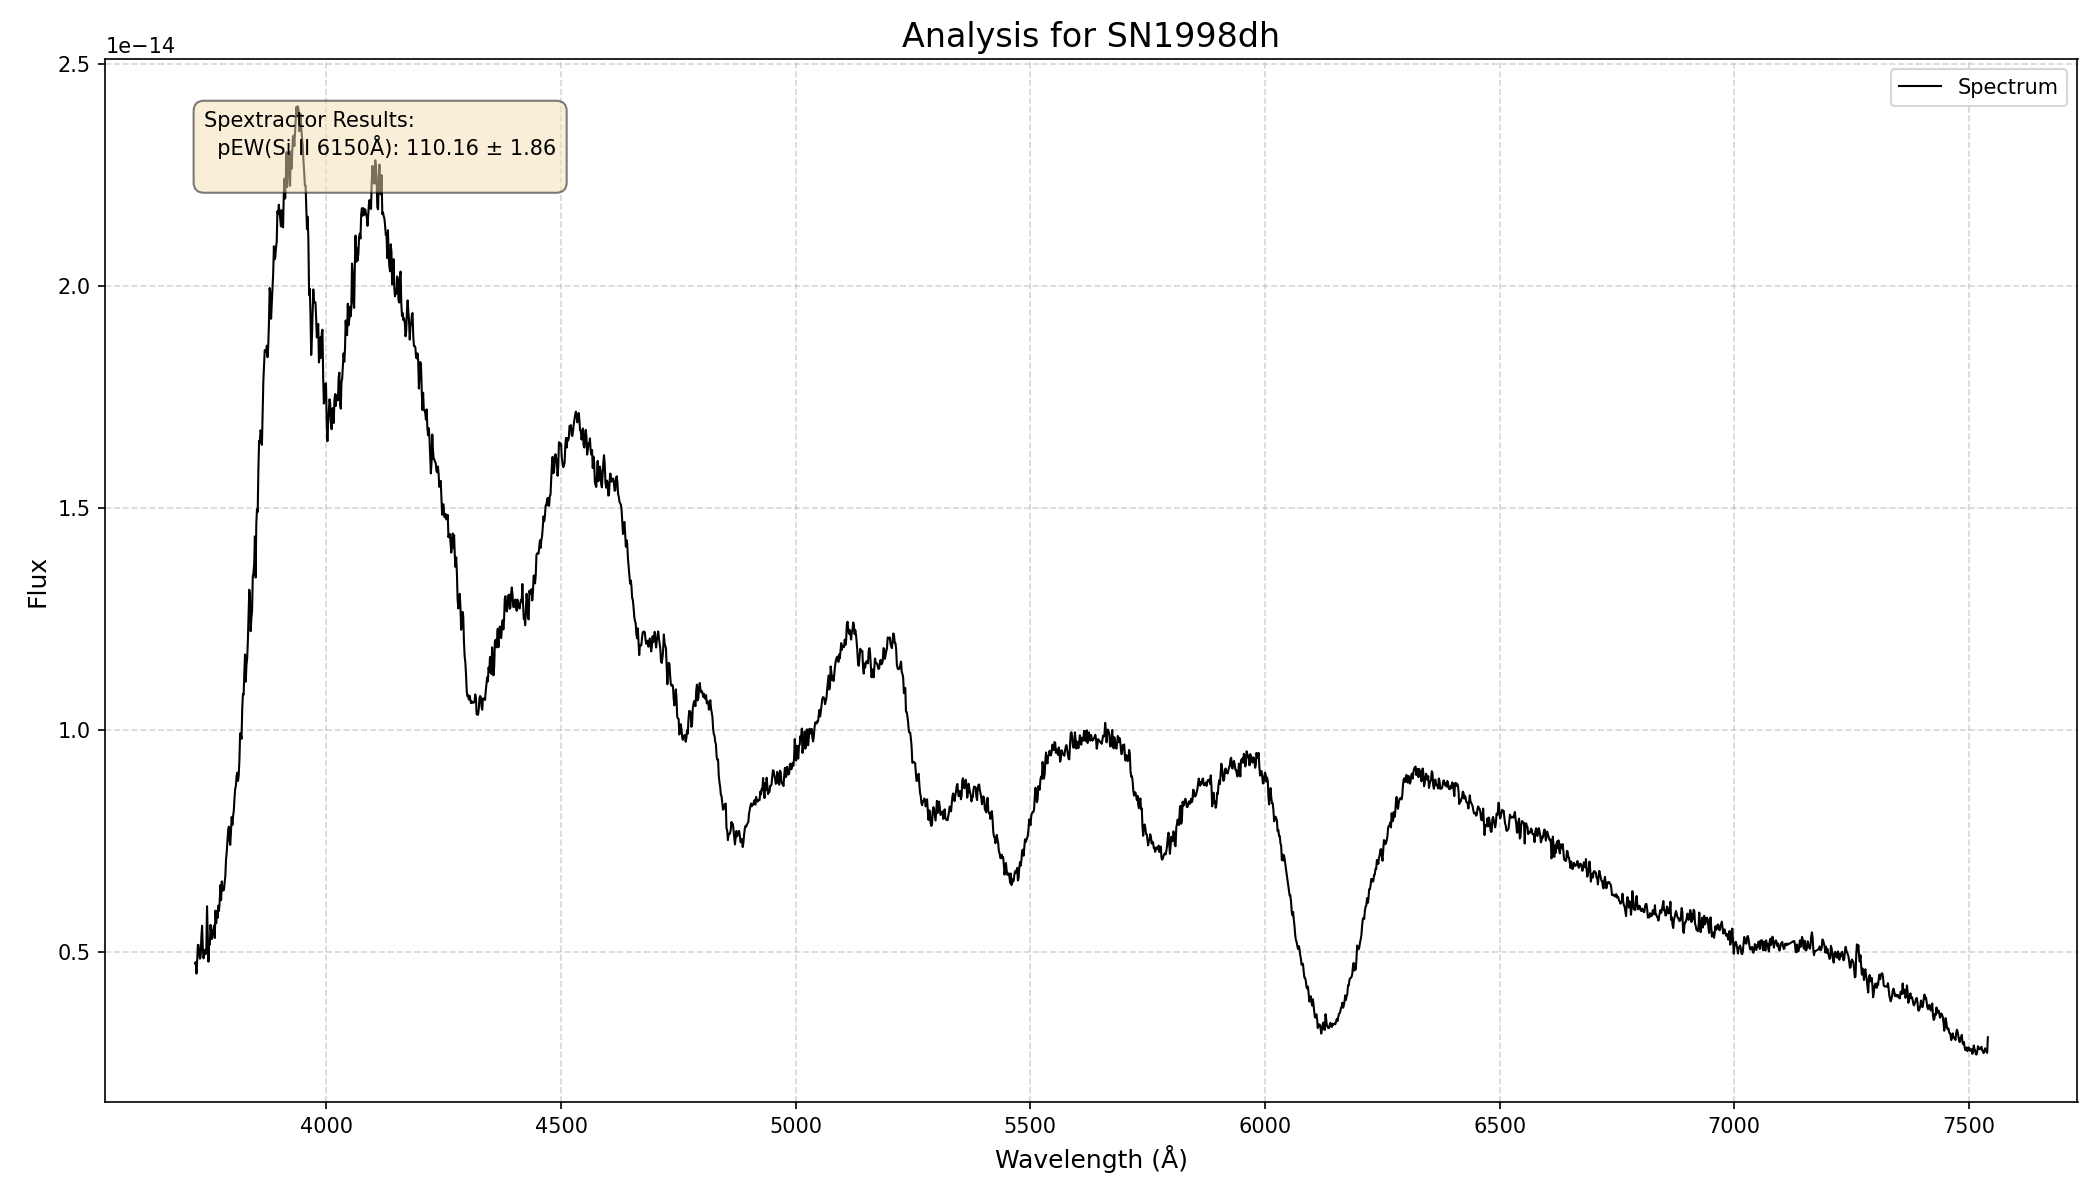 Analysis for SN1998dh
1e−14
Spectrum
Spextractor Results:
pEW(Si II 6150Å): 110.16 ± 1.86
2.5
2.0
1.5
1.0
0.5
Flux
4000 4500 5000 5500 6000 6500 7000 7500
Wavelength (Å)